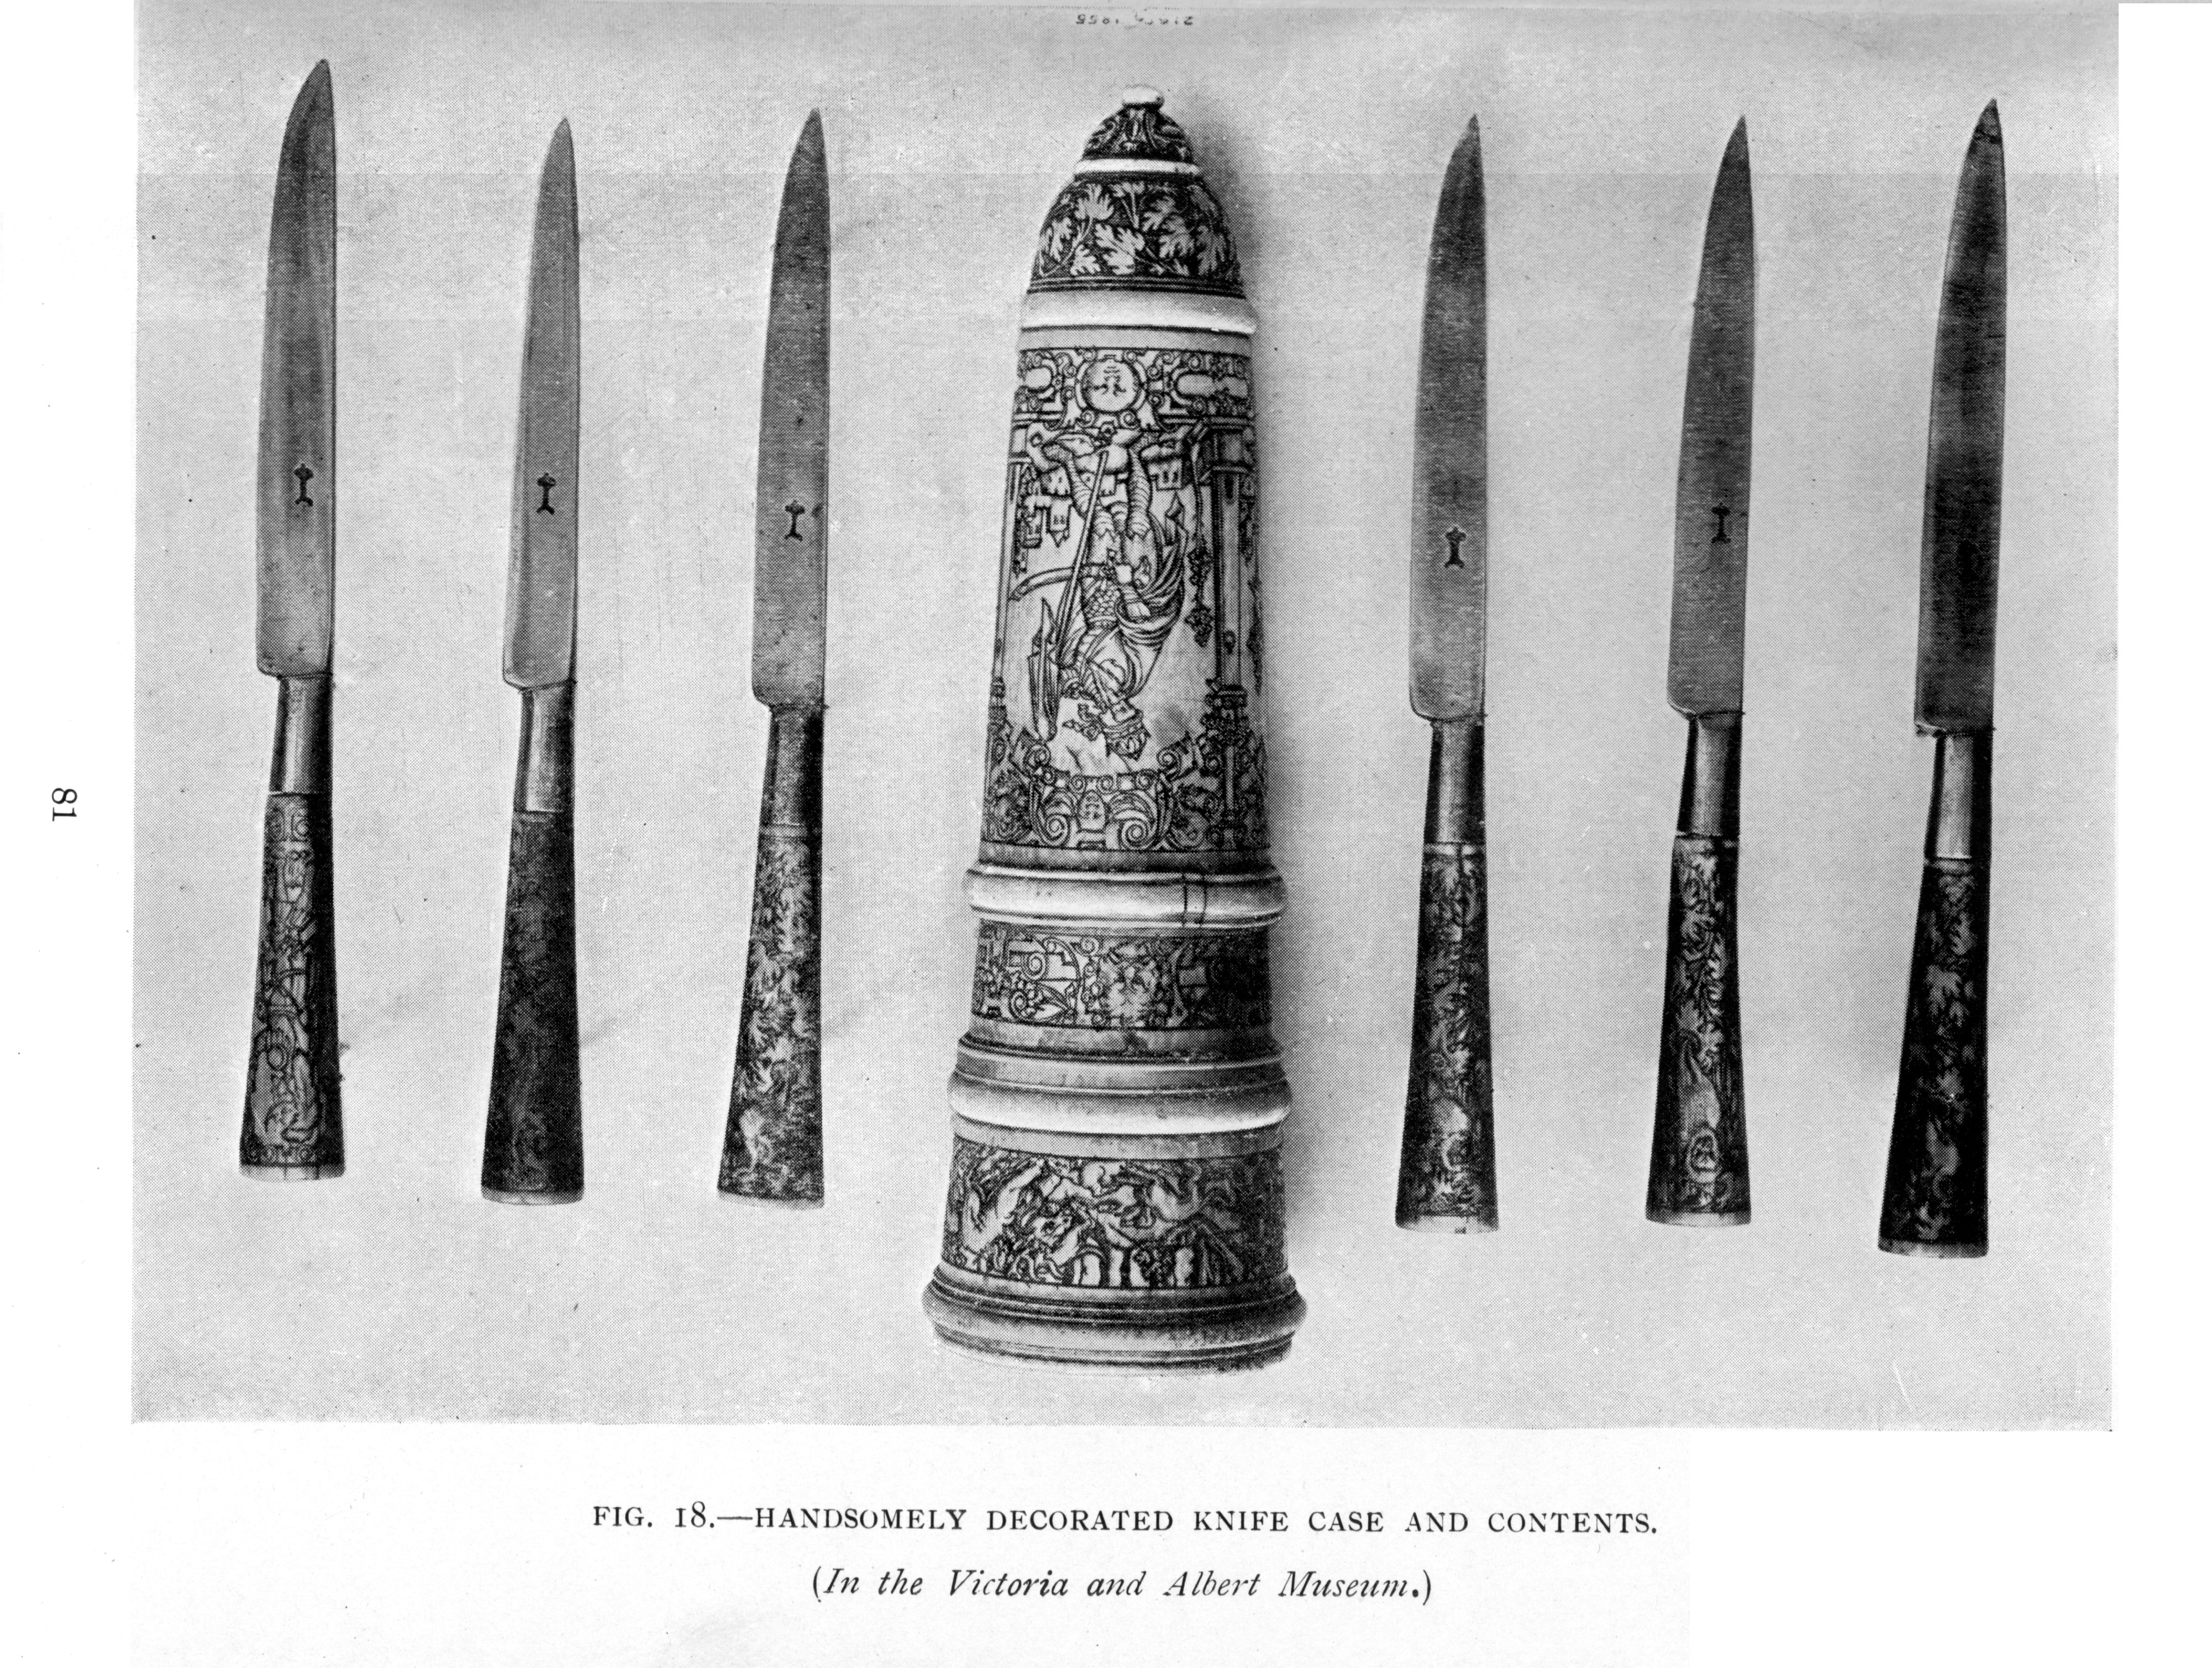 81
FIG. 18.—HANDSOMELY DECORATED KNIFE CASE AND CONTENTS.
(In the Victoria and Albert Museum.)